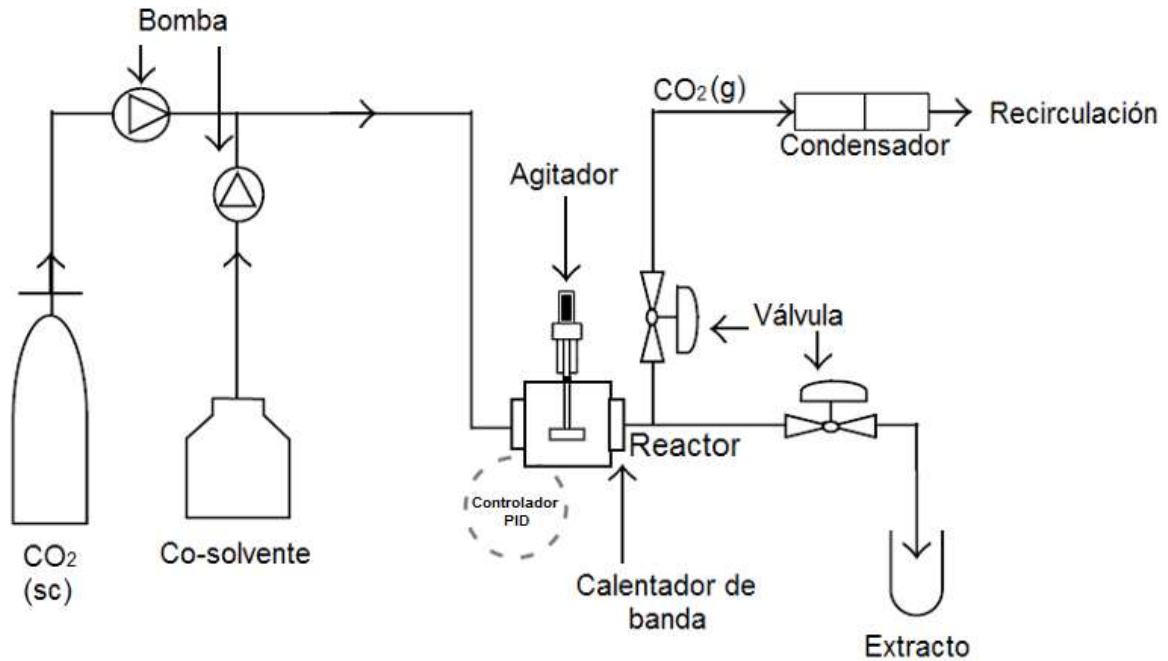 Bomba
CO₂ (g)
Recirculación
Condensador
Agitador
Válvula
Reactor
Controlador
PID
CO₂
(sc)
Co-solvente
Calentador de
banda
Extracto